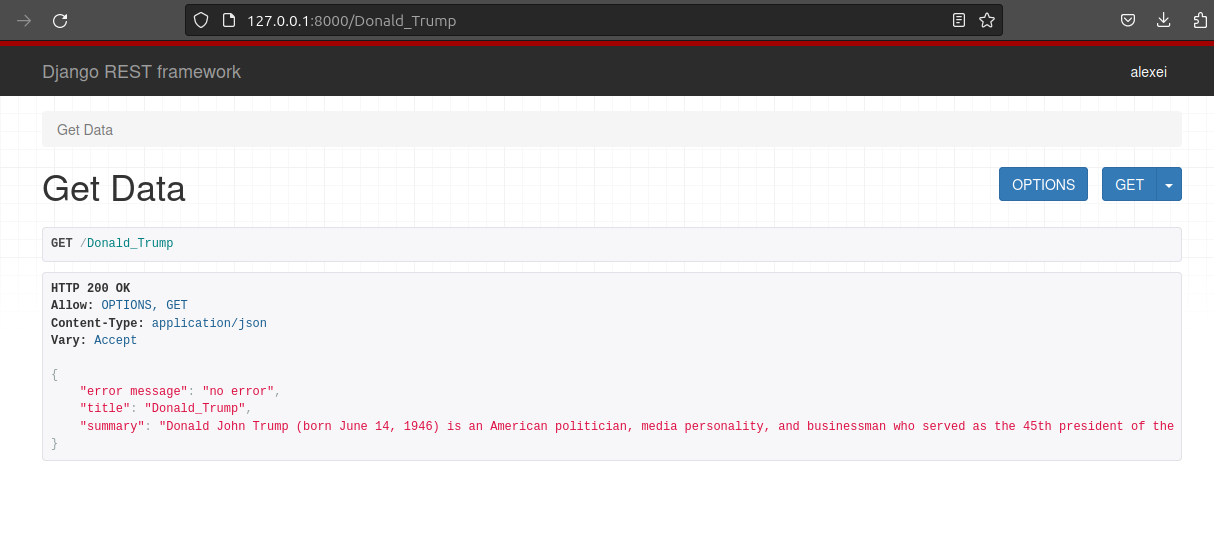 127.0.0.1:8000/Donald_Trump
Django REST framework alexei
Get Data
Get Data OPTIONS GET
GET /Donald_Trump
HTTP 200 OK
Allow: OPTIONS, GET
Content-Type: application/json
Vary: Accept
{
"error message": "no error",
"title": "Donald_Trump",
"summary": "Donald John Trump (born June 14, 1946) is an American politician, media personality, and businessman who served as the 45th president of the
}